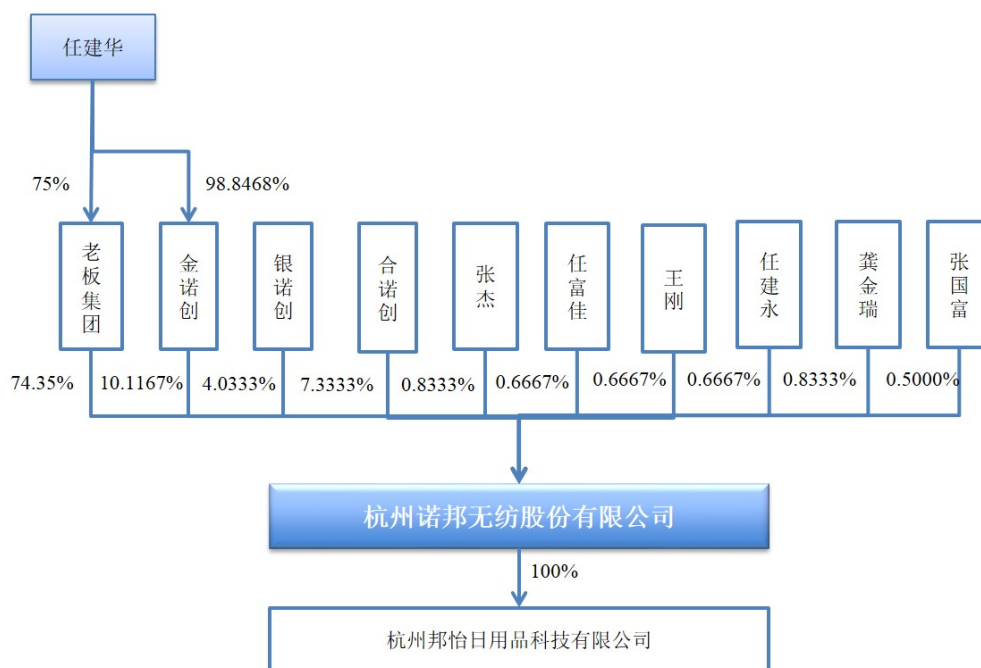 任建华
75%
98.8468%
老板集团
金诺创
银诺创
合诺创
张杰
任富佳
王刚
任建永
龚金瑞
张国富
74.35%
10.1167%
4.0333%
7.3333%
0.8333%
0.6667%
0.6667%
0.6667%
0.8333%
0.5000%
杭州诺邦无纺股份有限公司
100%
杭州邦怡日用品科技有限公司